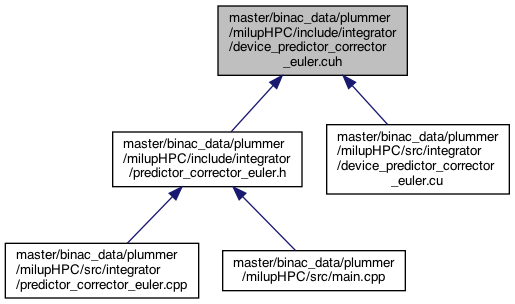 master/binac_data/plummer
/milupHPC/include/integrator
/device_predictor_corrector
_euler.cuh
master/binac_data/plummer
/milupHPC/include/integrator
/predictor_corrector_euler.h
master/binac_data/plummer
/milupHPC/src/integrator
/device_predictor_corrector
_euler.cu
master/binac_data/plummer
/milupHPC/src/integrator
/predictor_corrector_euler.cpp
master/binac_data/plummer
/milupHPC/src/main.cpp